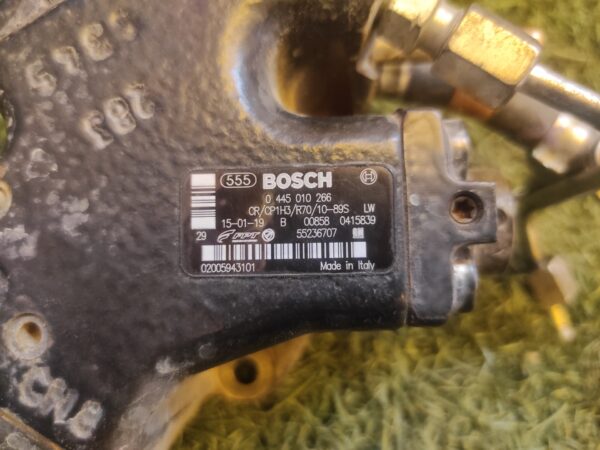 555 BOSCH
0 445 010 266
CR/CP1H3/R70/10-89S LW
15-01-19 B 00858 0415839
29 55236707 GM
02005943101 Made in Italy